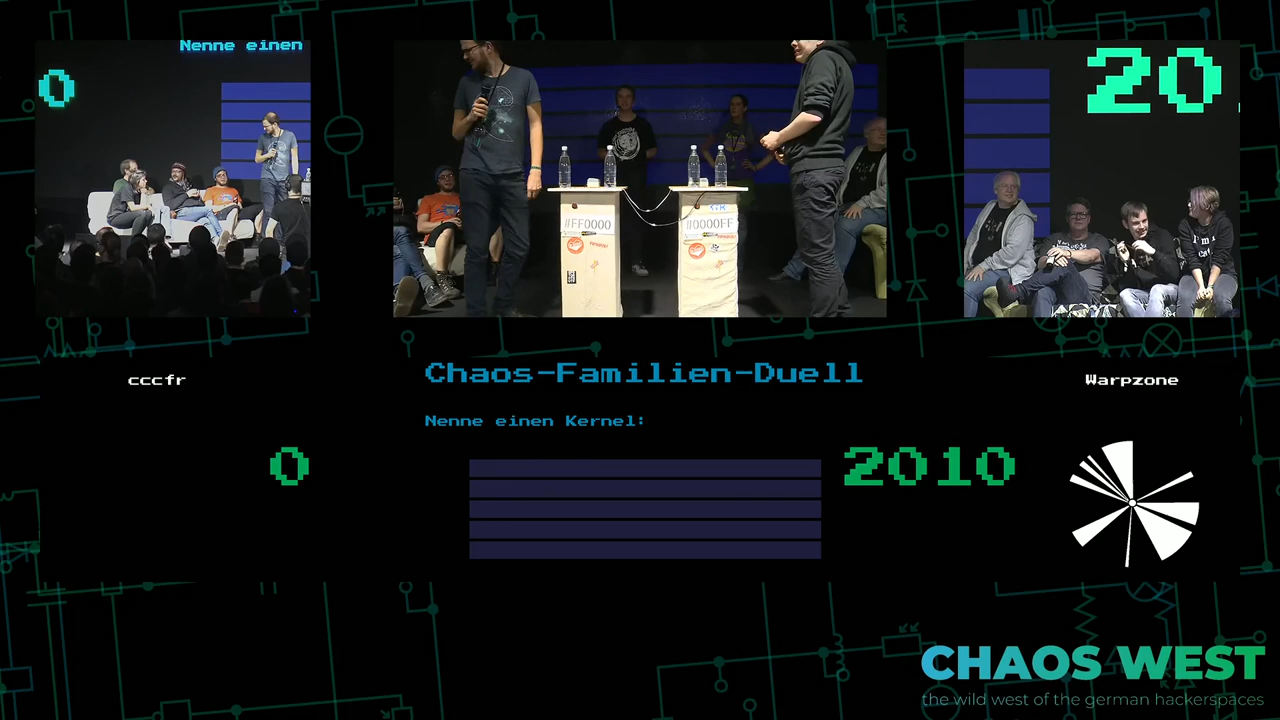 Nenne einen
0
20
#FF0000
#0000FF
Chaos-Familien-Duell
cccfr
Warpzone
Nenne einen Kernel:
0
2010
CHAOS WEST
the wild west of the german hackerspaces